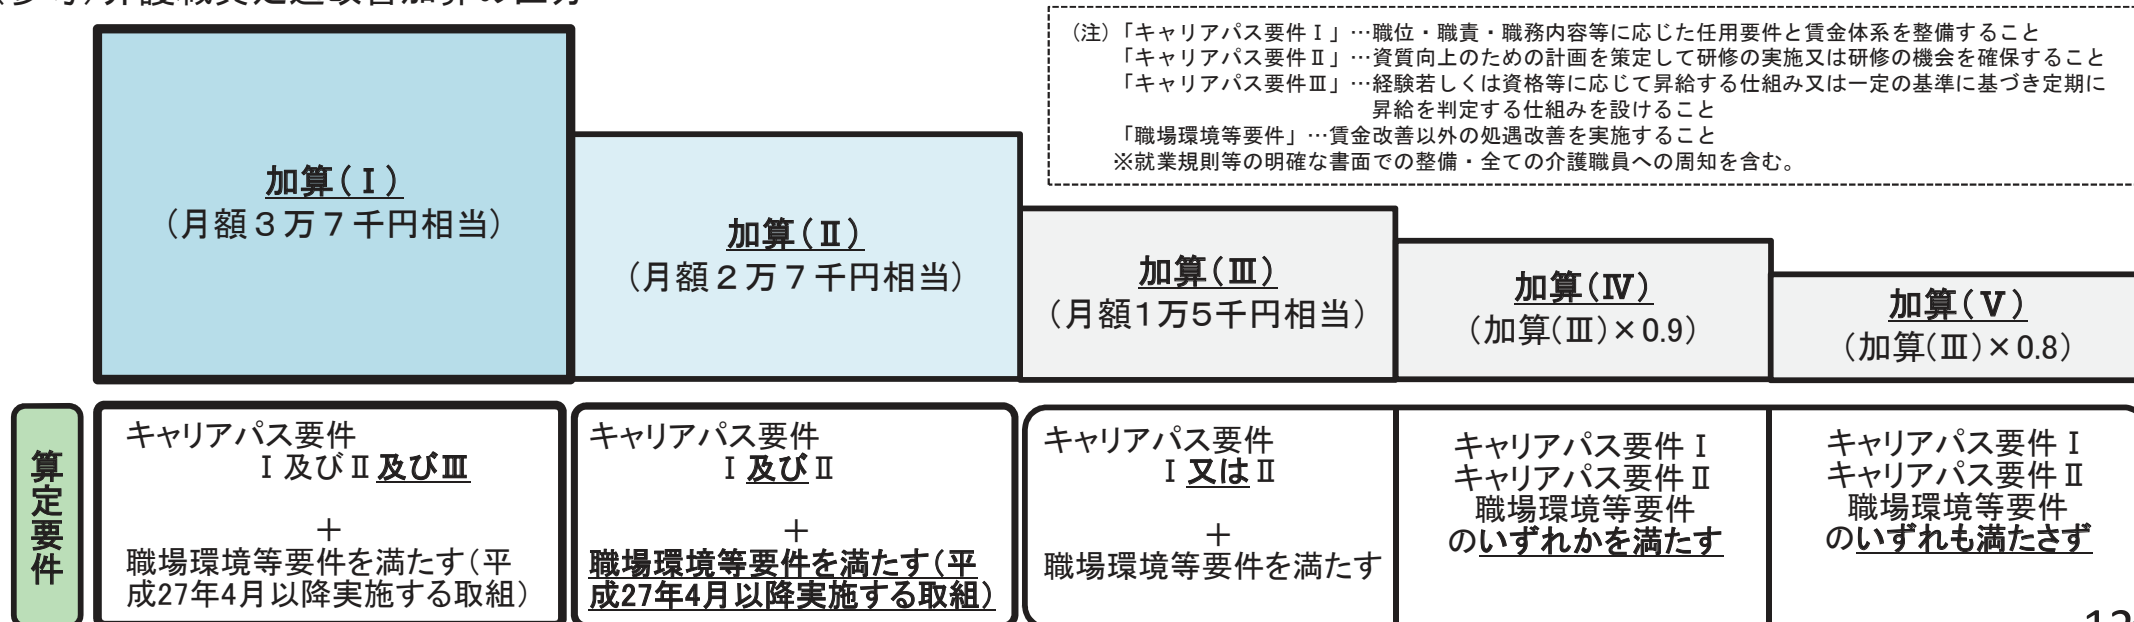 (注)「キャリアパス要件Ⅰ」…職位・職責・職務内容等に応じた任用要件と賃金体系を整備すること
「キャリアパス要件Ⅱ」…資質向上のための計画を策定して研修の実施又は研修の機会を確保すること
「キャリアパス要件Ⅲ」…経験若しくは資格等に応じて昇給する仕組み又は一定の基準に基づき定期に
昇給を判定する仕組みを設けること
「職場環境等要件」…賃金改善以外の処遇改善を実施すること
※就業規則等の明確な書面での整備・全ての介護職員への周知を含む。
加算(Ⅰ)
(月額3万7千円相当)
加算(Ⅱ)
(月額2万7千円相当)
加算(Ⅲ)
(月額1万5千円相当)
加算(Ⅳ)
(加算(Ⅲ)×0.9)
加算(Ⅴ)
(加算(Ⅲ)×0.8)
算定要件
キャリアパス要件
Ⅰ及びⅡ及びⅢ
+
職場環境等要件を満たす(平
成27年4月以降実施する取組)
キャリアパス要件
Ⅰ及びⅡ
+
職場環境等要件を満たす(平
成27年4月以降実施する取組)
キャリアパス要件
Ⅰ又はⅡ
+
職場環境等要件を満たす
キャリアパス要件Ⅰ
キャリアパス要件Ⅱ
職場環境等要件
のいずれかを満たす
キャリアパス要件Ⅰ
キャリアパス要件Ⅱ
職場環境等要件
のいずれも満たさず